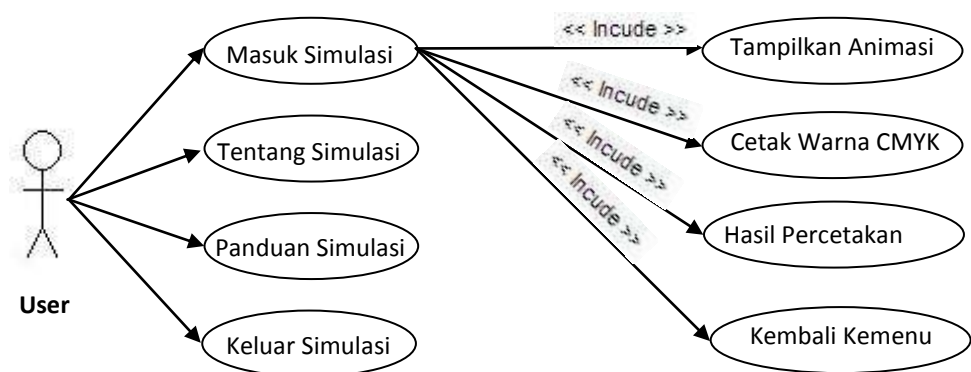 Masuk Simulasi
<< Incude >>
Tampilkan Animasi
<< Incude >>
Cetak Warna CMYK
Tentang Simulasi
<< Incude >>
<< Incude >>
Panduan Simulasi
Hasil Percetakan
User
Keluar Simulasi
Kembali Kemenu